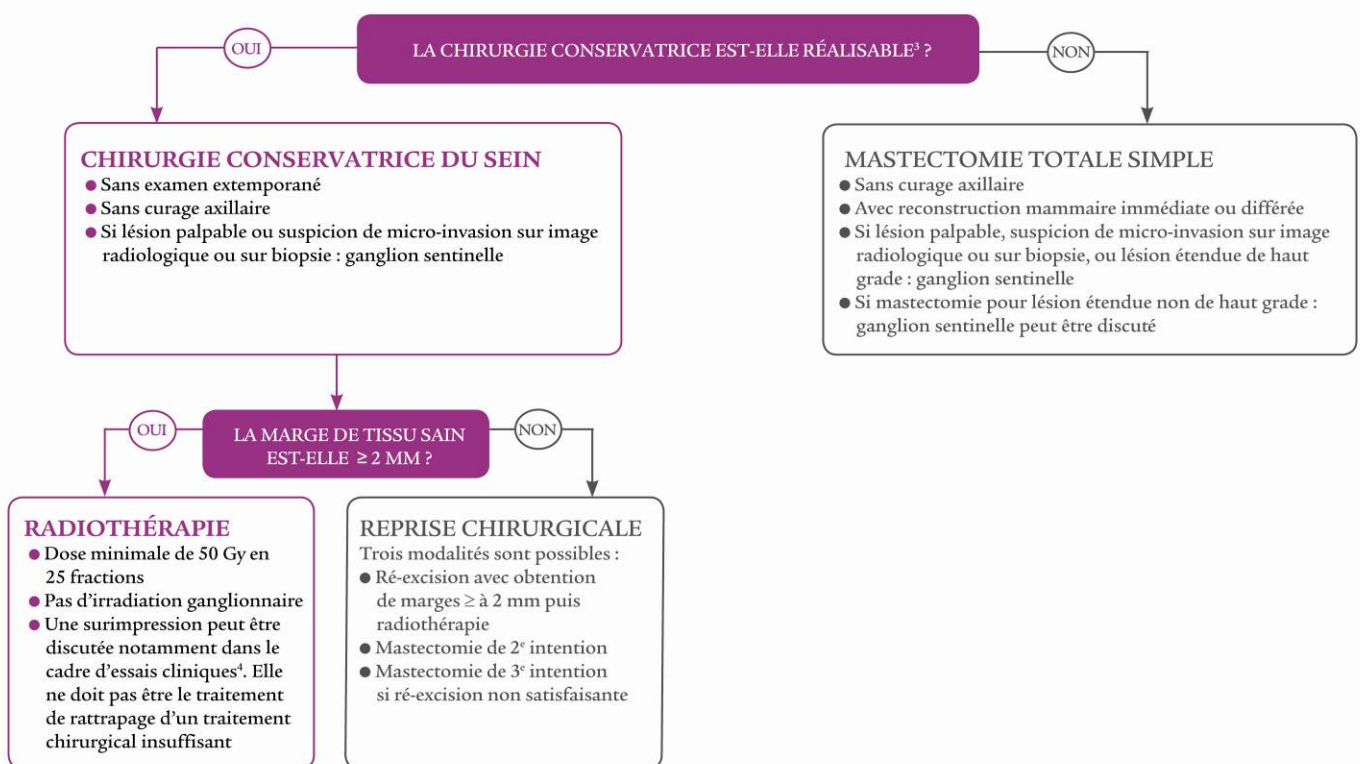 OUI
LA CHIRURGIE CONSERVATRICE EST-ELLE RÉALISABLE³ ?
NON
CHIRURGIE CONSERVATRICE DU SEIN
● Sans examen extemporané
● Sans curage axillaire
● Si lésion palpable ou suspicion de micro-invasion sur image
radiologique ou sur biopsie : ganglion sentinelle
MASTECTOMIE TOTALE SIMPLE
● Sans curage axillaire
● Avec reconstruction mammaire immédiate ou différée
● Si lésion palpable, suspicion de micro-invasion sur image
radiologique ou sur biopsie, ou lésion étendue de haut
grade : ganglion sentinelle
● Si mastectomie pour lésion étendue non de haut grade :
ganglion sentinelle peut être discuté
OUI
LA MARGE DE TISSU SAIN
EST-ELLE ≥ 2 MM ?
NON
RADIOTHÉRAPIE
● Dose minimale de 50 Gy en
25 fractions
● Pas d'irradiation ganglionnaire
● Une surimpression peut être
discutée notamment dans le
cadre d'essais cliniques⁴. Elle
ne doit pas être le traitement
de rattrapage d'un traitement
chirurgical insuffisant
REPRISE CHIRURGICALE
Trois modalités sont possibles :
● Ré-excision avec obtention
de marges ≥ à 2 mm puis
radiothérapie
● Mastectomie de 2ᵉ intention
● Mastectomie de 3ᵉ intention
si ré-excision non satisfaisante